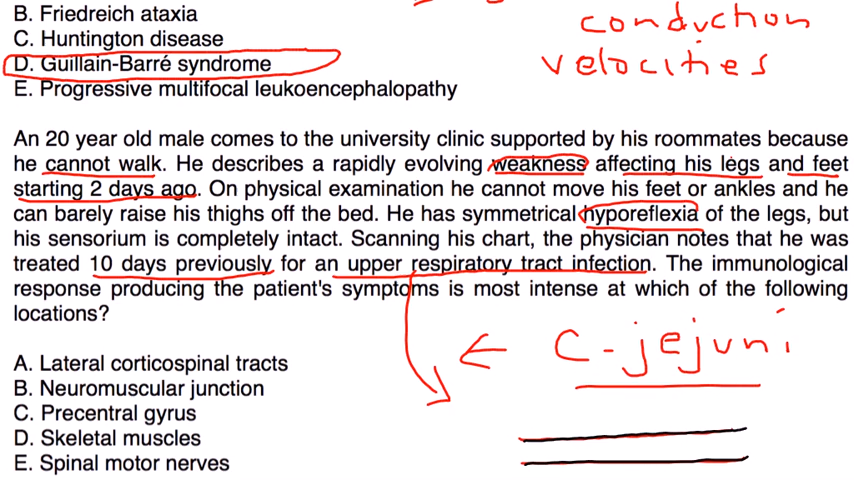 B. Friedreich ataxia
C. Huntington disease
D. Guillain-Barré syndrome
E. Progressive multifocal leukoencephalopathy
conduction
velocities
An 20 year old male comes to the university clinic supported by his roommates because
he cannot walk. He describes a rapidly evolving weakness affecting his legs and feet
starting 2 days ago. On physical examination he cannot move his feet or ankles and he
can barely raise his thighs off the bed. He has symmetrical hyporeflexia of the legs, but
his sensorium is completely intact. Scanning his chart, the physician notes that he was
treated 10 days previously for an upper respiratory tract infection. The immunological
response producing the patient's symptoms is most intense at which of the following
locations?
C-jejuni
A. Lateral corticospinal tracts
B. Neuromuscular junction
C. Precentral gyrus
D. Skeletal muscles
E. Spinal motor nerves